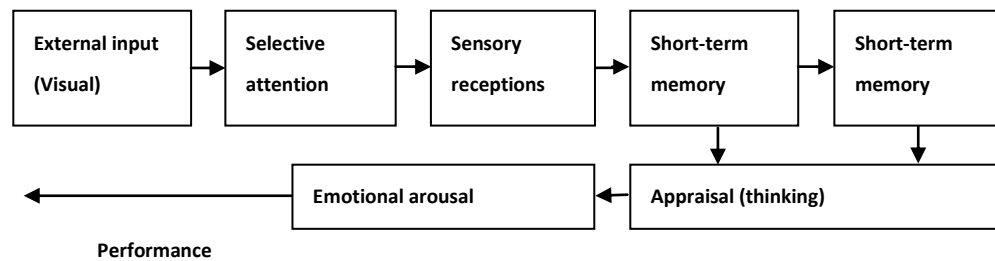 External input
(Visual)
Selective
attention
Sensory
receptions
Short-term
memory
Short-term
memory
Emotional arousal
Appraisal (thinking)
Performance